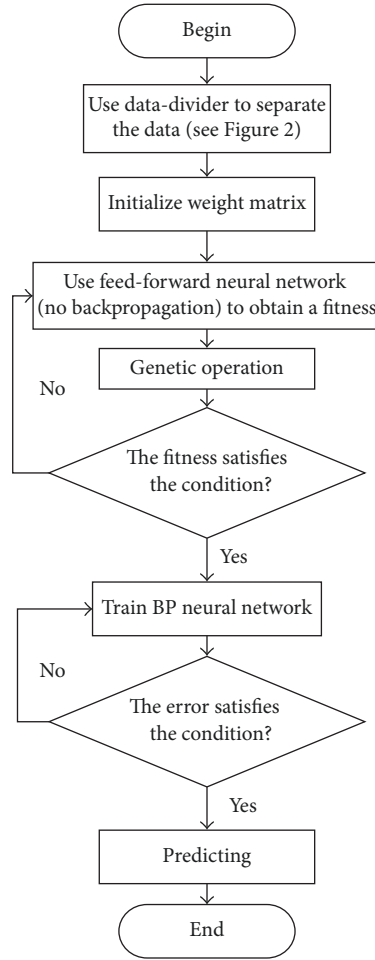 Begin
Use data-divider to separate
the data (see Figure 2)
Initialize weight matrix
Use feed-forward neural network
(no backpropagation) to obtain a fitness
Genetic operation
No
The fitness satisfies
the condition?
Yes
Train BP neural network
No
The error satisfies
the condition?
Yes
Predicting
End